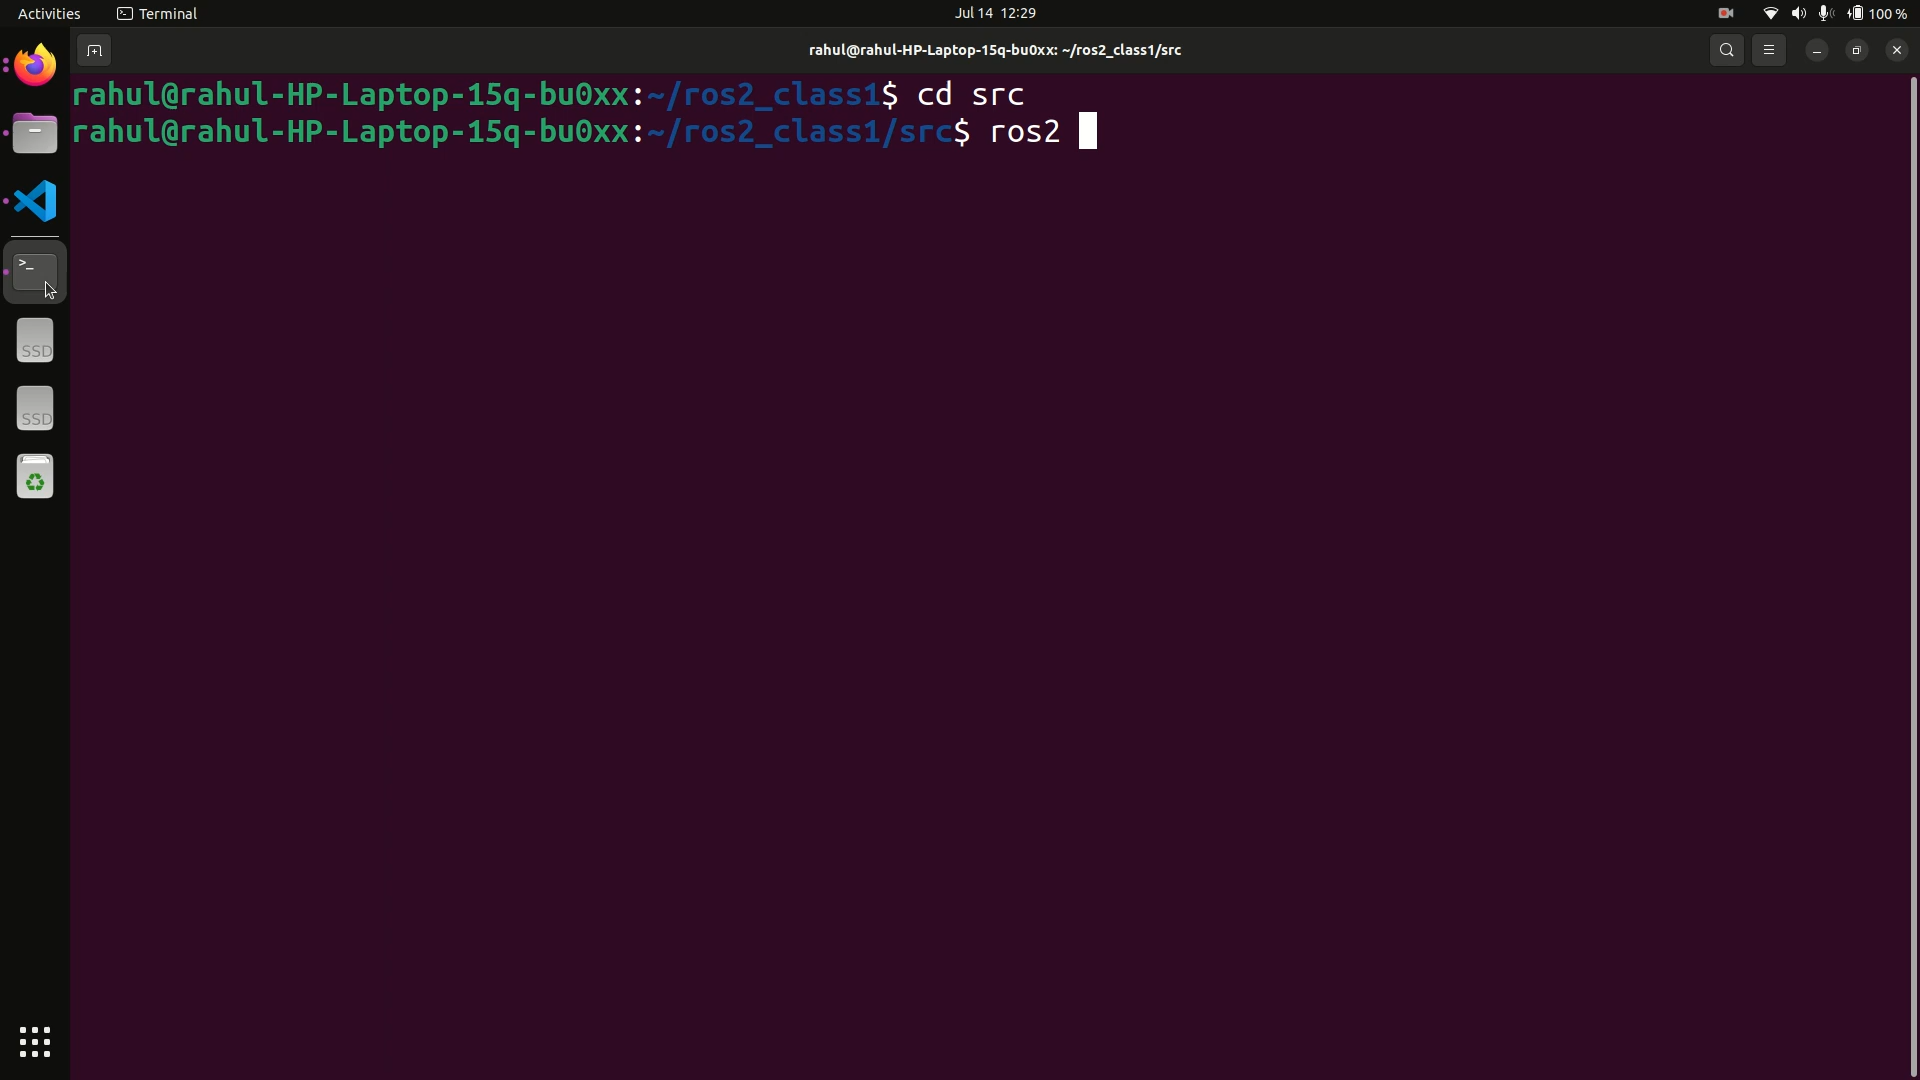 Activities Terminal Jul 14 12:29 100 %
rahul@rahul-HP-Laptop-15q-bu0xx: ~/ros2_class1/src
rahul@rahul-HP-Laptop-15q-bu0xx:~/ros2_class1$ cd src
rahul@rahul-HP-Laptop-15q-bu0xx:~/ros2_class1/src$ ros2
>_
SSD
SSD